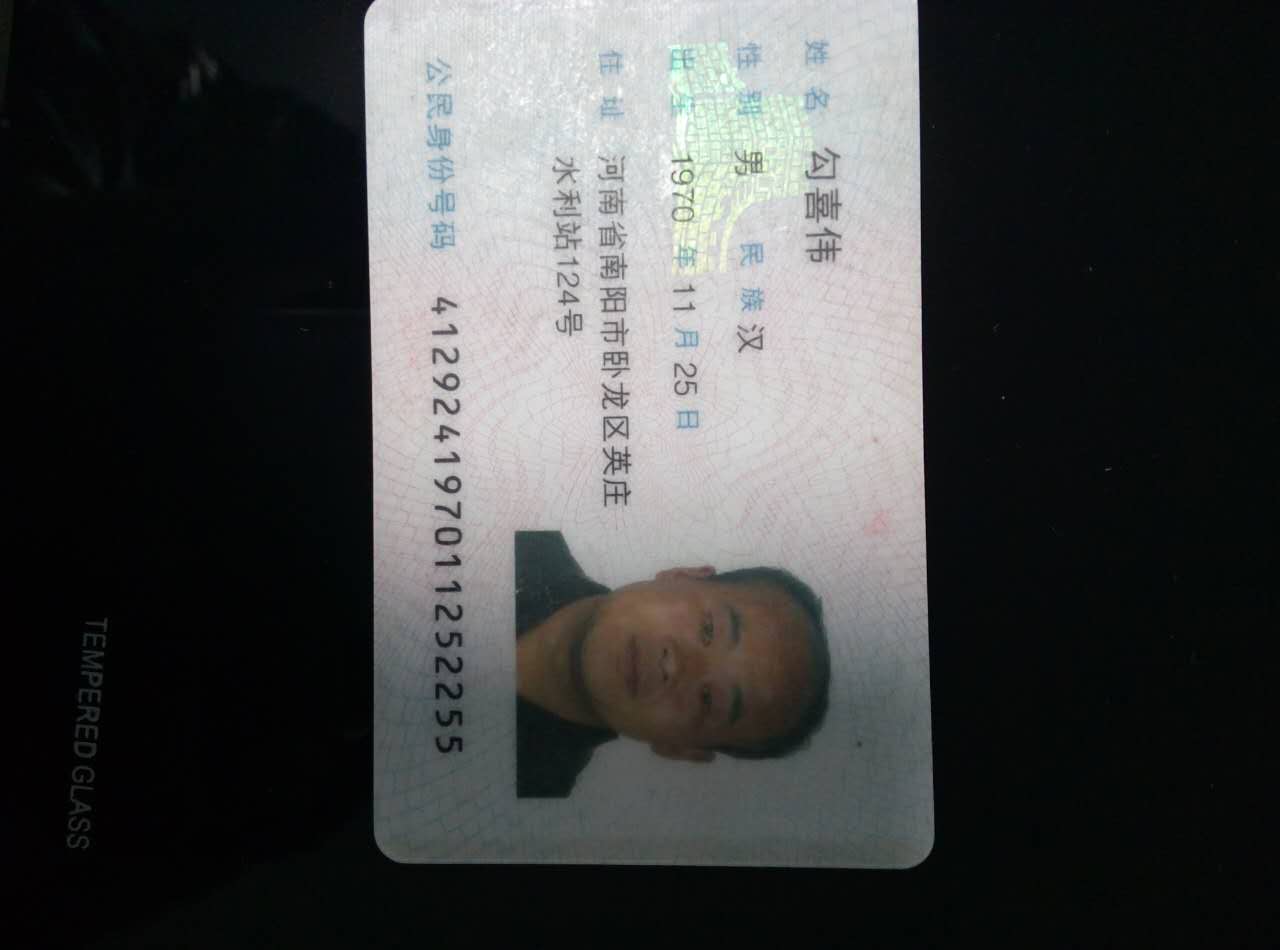 姓名 勾喜伟
性别 男 民族 汉
出生 1970 年 11 月 25 日
住址 河南省南阳市卧龙区英庄
水利站124号
公民身份号码 412924197011252255
TEMPERED GLASS